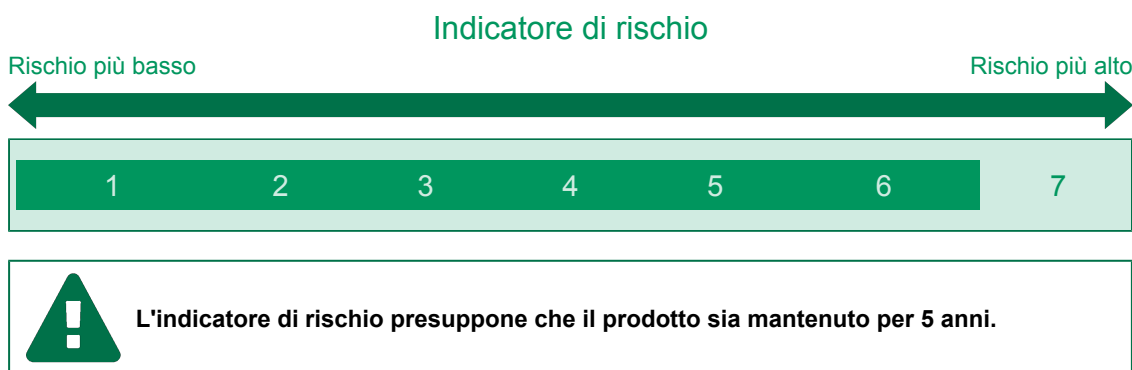 Indicatore di rischio
Rischio più basso Rischio più alto
1 2 3 4 5 6 7
L'indicatore di rischio presuppone che il prodotto sia mantenuto per 5 anni.